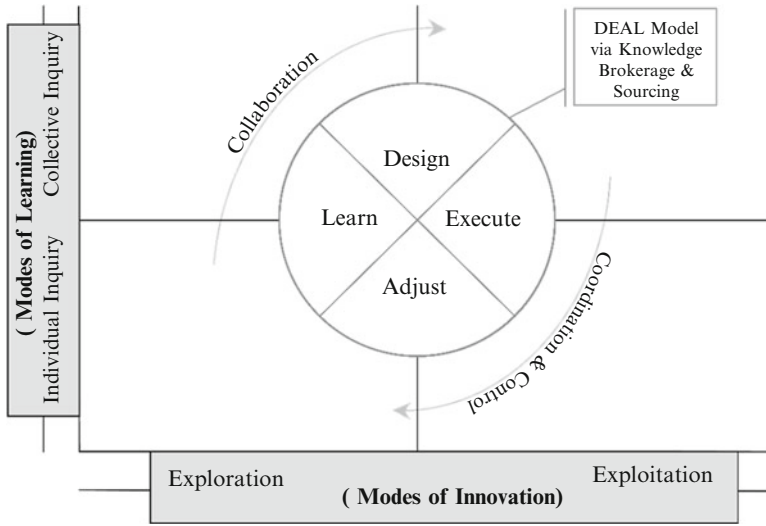 DEAL Model
via Knowledge
Brokerage &
Sourcing
Collaboration
Design
Learn
Execute
Adjust
Coordination & Control
( Modes of Learning)
Individual Inquiry Collective Inquiry
Exploration
Exploitation
( Modes of Innovation)